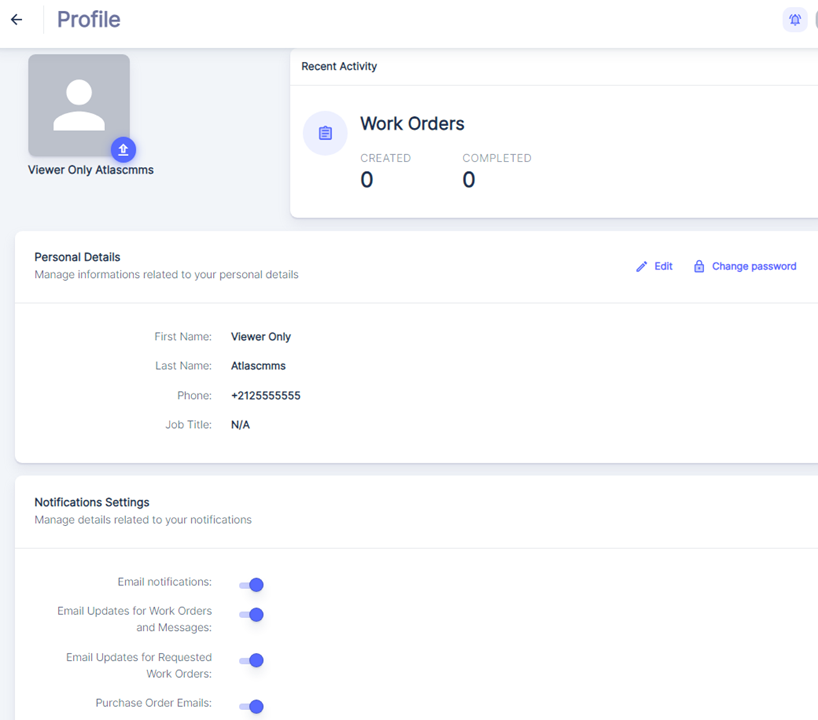 Profile
Viewer Only Atlascmms
Recent Activity
Work Orders
CREATED COMPLETED
0 0
Personal Details
Manage informations related to your personal details
Edit Change password
First Name: Viewer Only
Last Name: Atlascmms
Phone: +2125555555
Job Title: N/A
Notifications Settings
Manage details related to your notifications
Email notifications:
Email Updates for Work Orders
and Messages:
Email Updates for Requested
Work Orders:
Purchase Order Emails: